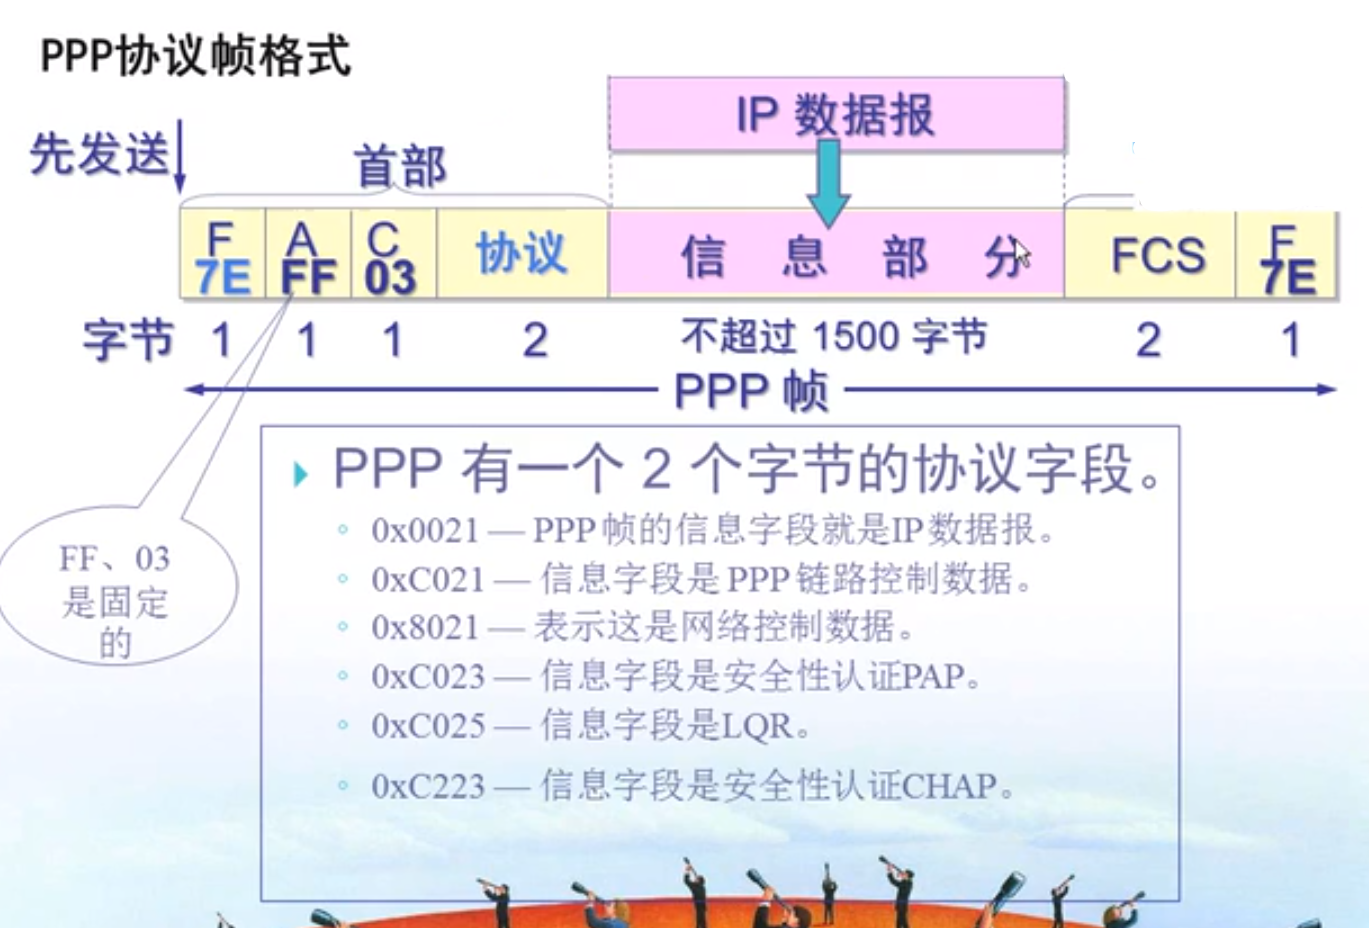 PPP协议帧格式
IP 数据报
先发送
首部
F A C 协议 信 息 部 分 FCS F
7E FF 03 7E
字节 1 1 1 2 不超过 1500 字节 2 1
PPP 帧
PPP 有一个 2 个字节的协议字段。
0x0021 — PPP 帧的信息字段就是IP 数据报。
0xC021 — 信息字段是 PPP 链路控制数据。
0x8021 — 表示这是网络控制数据。
0xC023 — 信息字段是安全性认证PAP。
0xC025 — 信息字段是LQR。
0xC223 — 信息字段是安全性认证CHAP。
FF、03
是固定
的